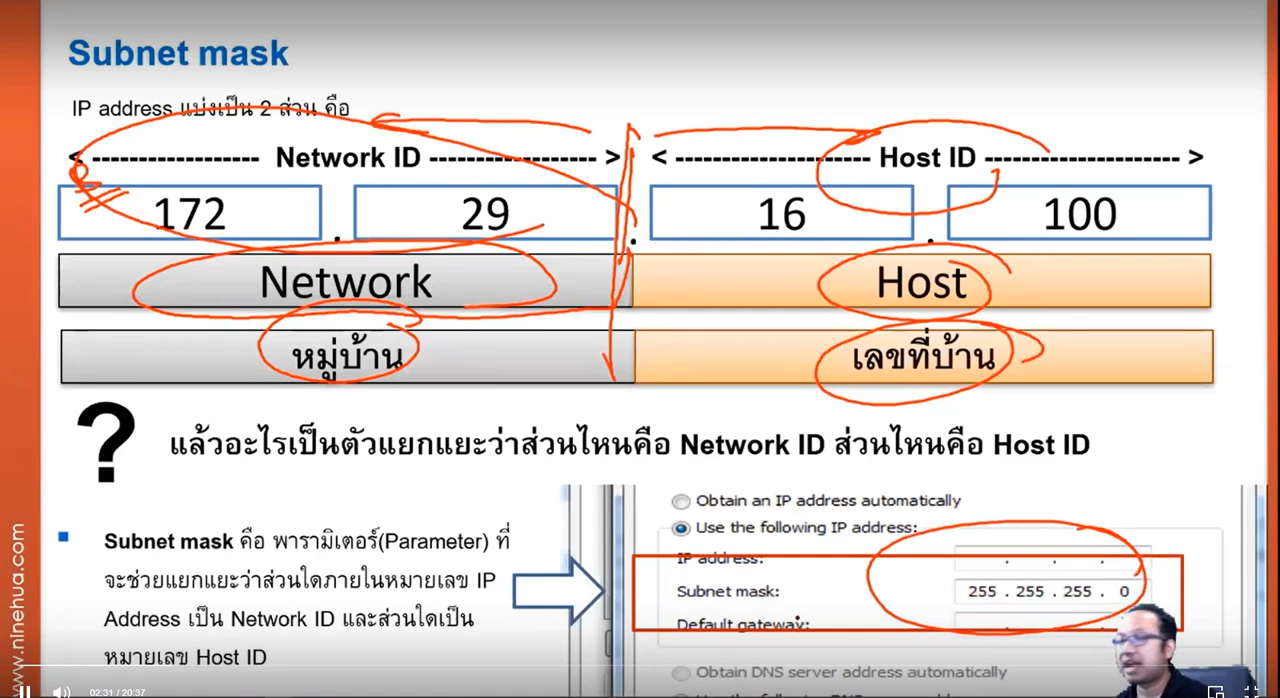 Subnet mask
IP address แบ่งเป็น 2 ส่วน คือ
< ------------------ Network ID ------------------ > < --------------------- Host ID --------------------- >
172 . 29 . 16 . 100
Network Host
หมู่บ้าน เลขที่บ้าน
? แล้วอะไรเป็นตัวแยกแยะว่าส่วนไหนคือ Network ID ส่วนไหนคือ Host ID
Subnet mask คือ พารามิเตอร์(Parameter) ที่
จะช่วยแยกแยะว่าส่วนใดภายในหมายเลข IP
Address เป็น Network ID และส่วนใดเป็น
หมายเลข Host ID
Obtain an IP address automatically
Use the following IP address:
IP address:
Subnet mask: 255 . 255 . 255 . 0
Default gateway:
Obtain DNS server address automatically
www.ninehua.com
02:31 / 20:37